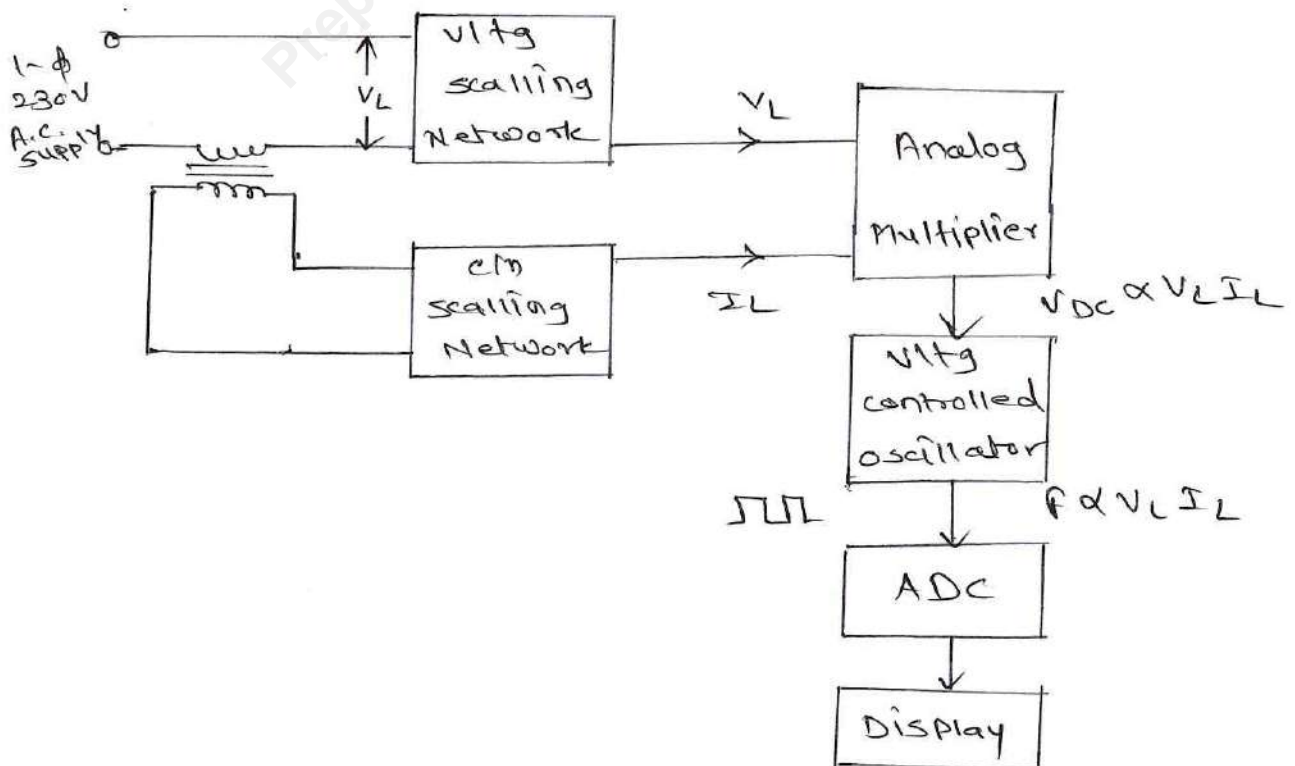 Prep
1-ϕ
230V
A.C.
supply
VL
vltg
scalling
Network
VL
Analog
Multiplier
c/n
scalling
Network
IL
VDC ∝ VL IL
Vltg
controlled
oscillator
F ∝ VL IL
ADC
Display